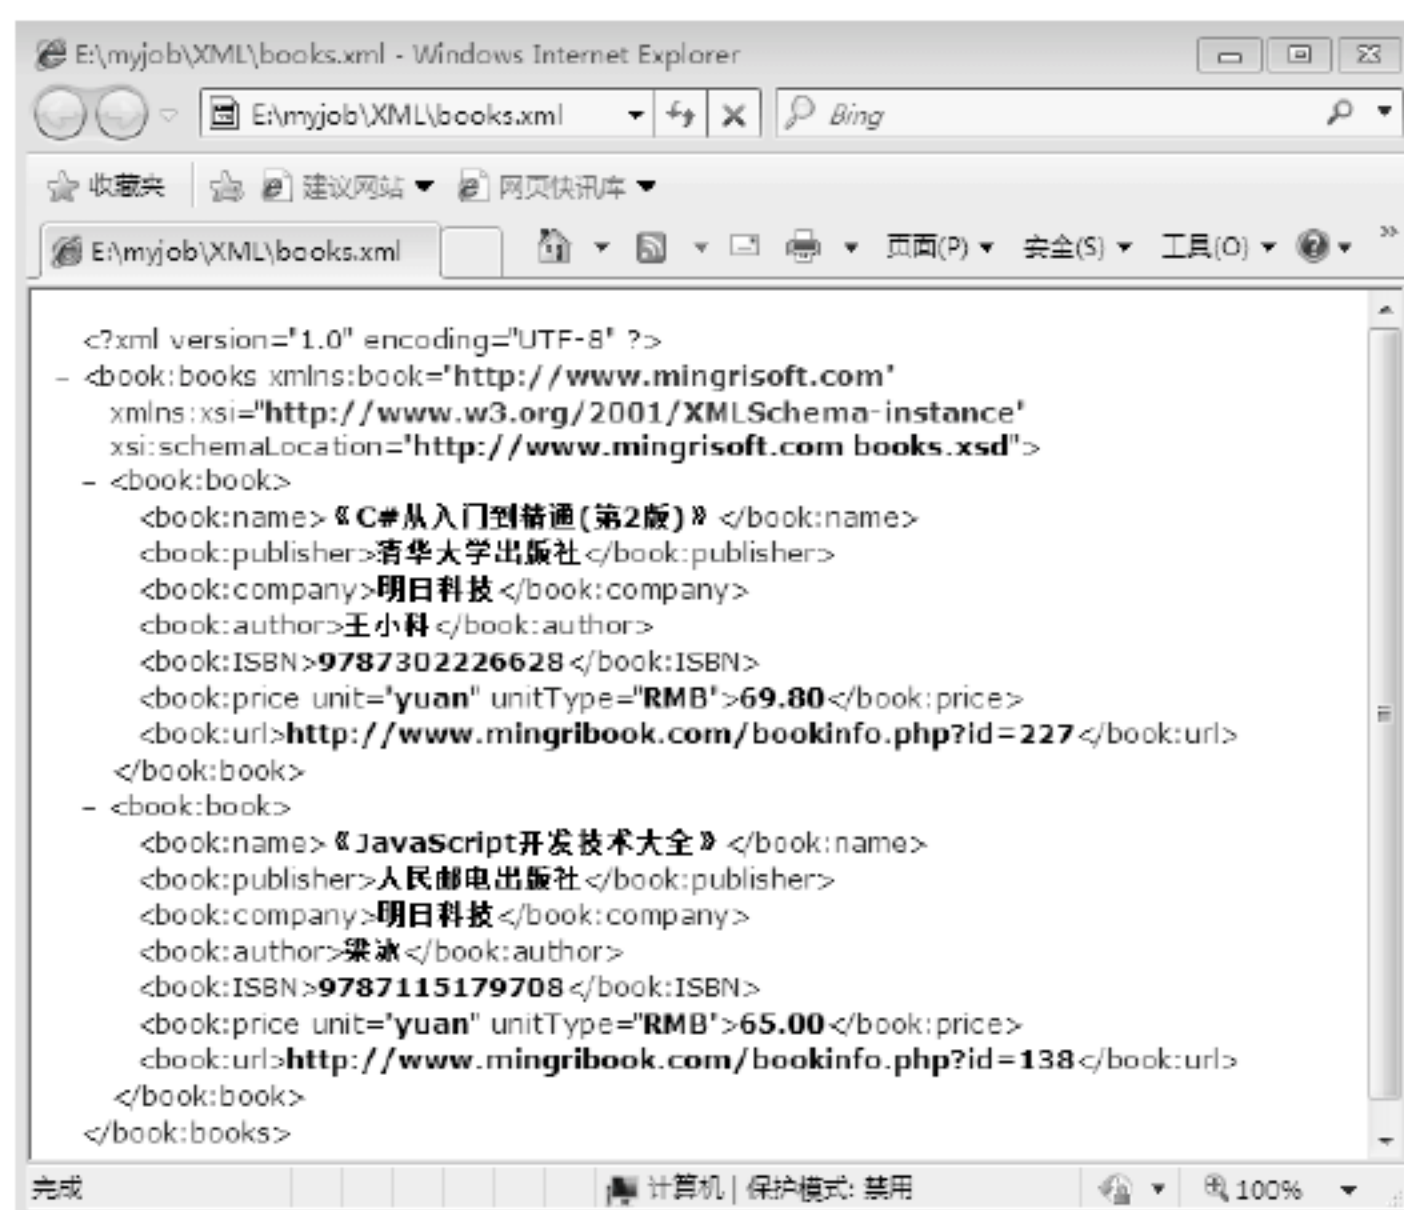 E:\myjob\XML\books.xml - Windows Internet Explorer
E:\myjob\XML\books.xml Bing
收藏夹 建议网站 网页快讯库
E:\myjob\XML\books.xml 页面(P) 安全(S) 工具(O) »
<?xml version="1.0" encoding="UTF-8" ?>
– <book:books xmlns:book="http://www.mingrisoft.com"
xmlns:xsi="http://www.w3.org/2001/XMLSchema-instance"
xsi:schemaLocation="http://www.mingrisoft.com books.xsd">
– <book:book>
<book:name>《C#从入门到精通(第2版)》</book:name>
<book:publisher>清华大学出版社</book:publisher>
<book:company>明日科技</book:company>
<book:author>王小科</book:author>
<book:ISBN>9787302226628</book:ISBN>
<book:price unit="yuan" unitType="RMB">69.80</book:price>
<book:url>http://www.mingribook.com/bookinfo.php?id=227</book:url>
</book:book>
– <book:book>
<book:name>《JavaScript开发技术大全》</book:name>
<book:publisher>人民邮电出版社</book:publisher>
<book:company>明日科技</book:company>
<book:author>梁冰</book:author>
<book:ISBN>9787115179708</book:ISBN>
<book:price unit="yuan" unitType="RMB">65.00</book:price>
<book:url>http://www.mingribook.com/bookinfo.php?id=138</book:url>
</book:book>
</book:books>
完成 计算机 | 保护模式: 禁用 100%